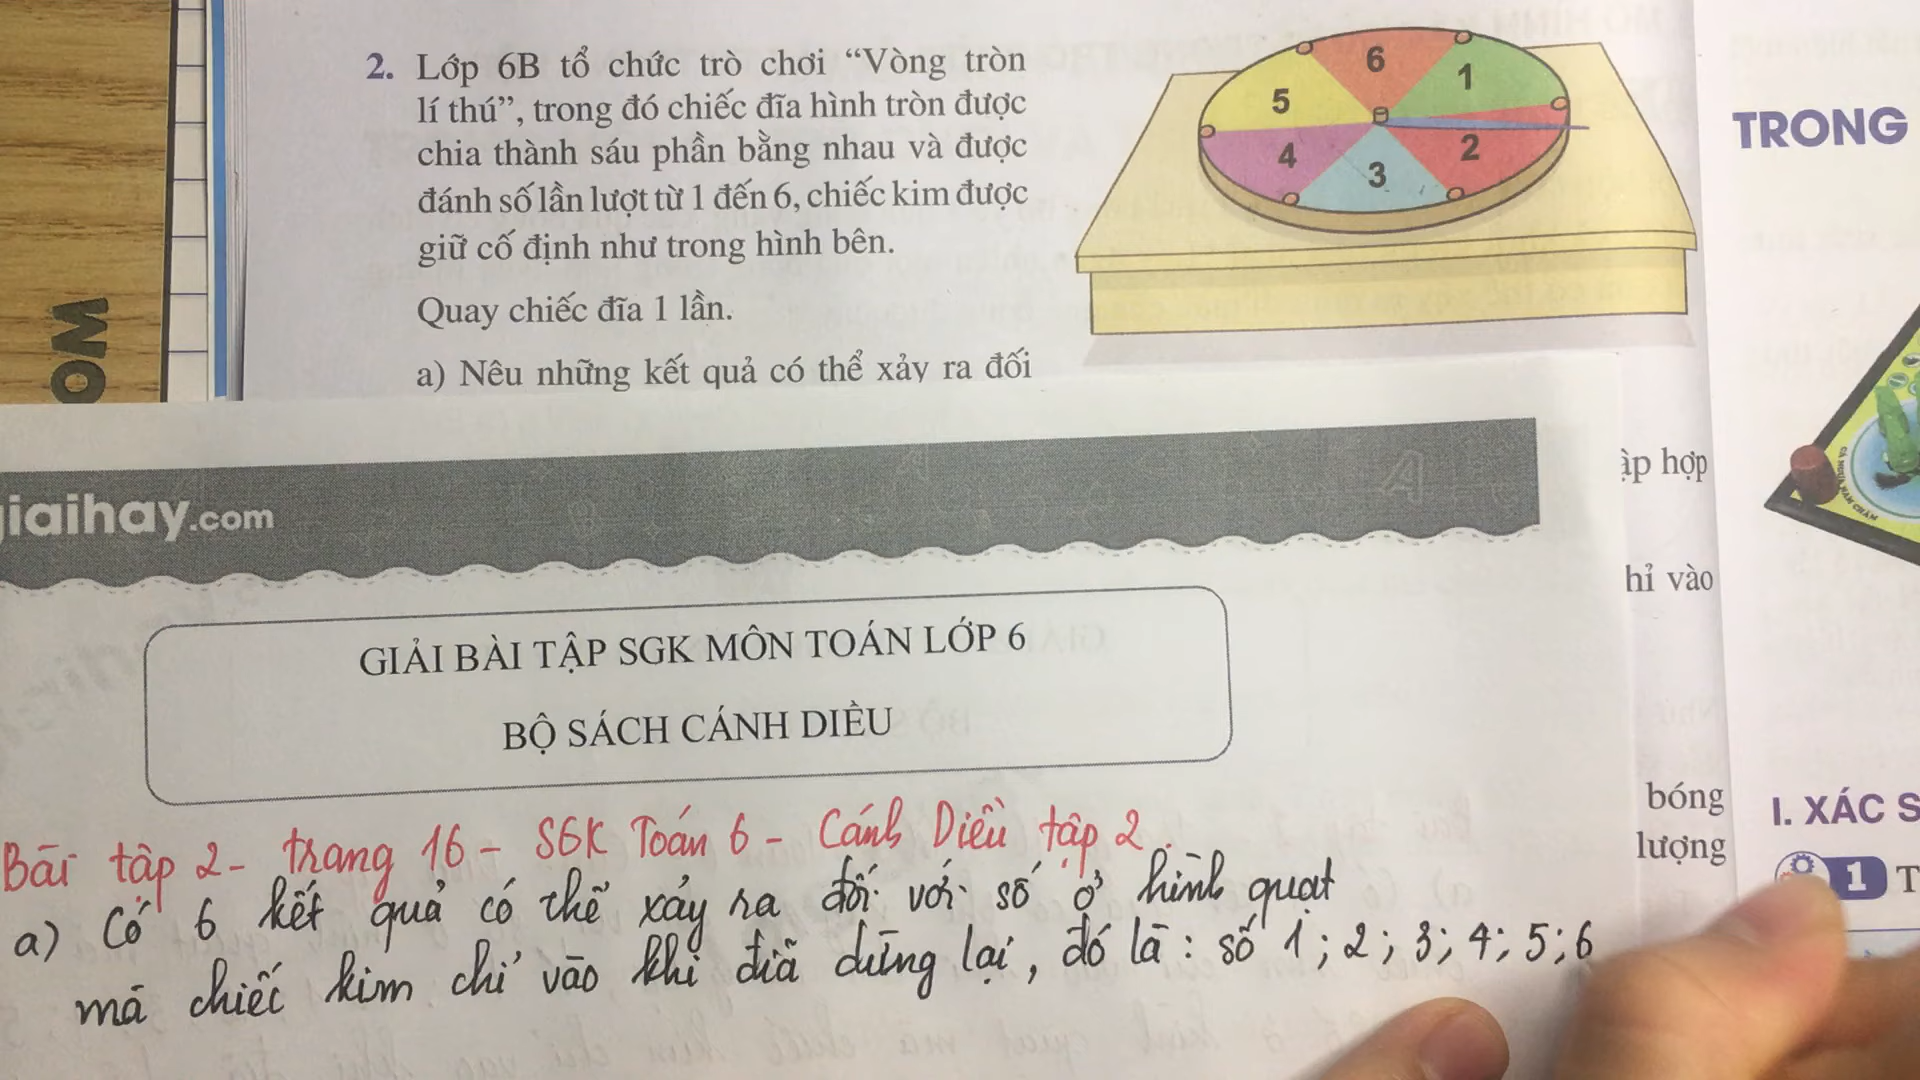 2. Lớp 6B tổ chức trò chơi “Vòng tròn
lí thú”, trong đó chiếc đĩa hình tròn được
chia thành sáu phần bằng nhau và được
đánh số lần lượt từ 1 đến 6, chiếc kim được
giữ cố định như trong hình bên.
Quay chiếc đĩa 1 lần.
a) Nêu những kết quả có thể xảy ra đối
6
1
5
2
4
3
TRONG
ập hợp
hỉ vào
bóng
lượng
I. XÁC S
1 T
giaihay.com
GIẢI BÀI TẬP SGK MÔN TOÁN LỚP 6
BỘ SÁCH CÁNH DIỀU
Bài tập 2 - trang 16 - SGK Toán 6 - Cánh Diều tập 2.
a) Có 6 kết quả có thể xảy ra đối với số ở hình quạt
mà chiếc kim chỉ vào khi đĩa dừng lại, đó là : số 1 ; 2 ; 3 ; 4 ; 5 ; 6